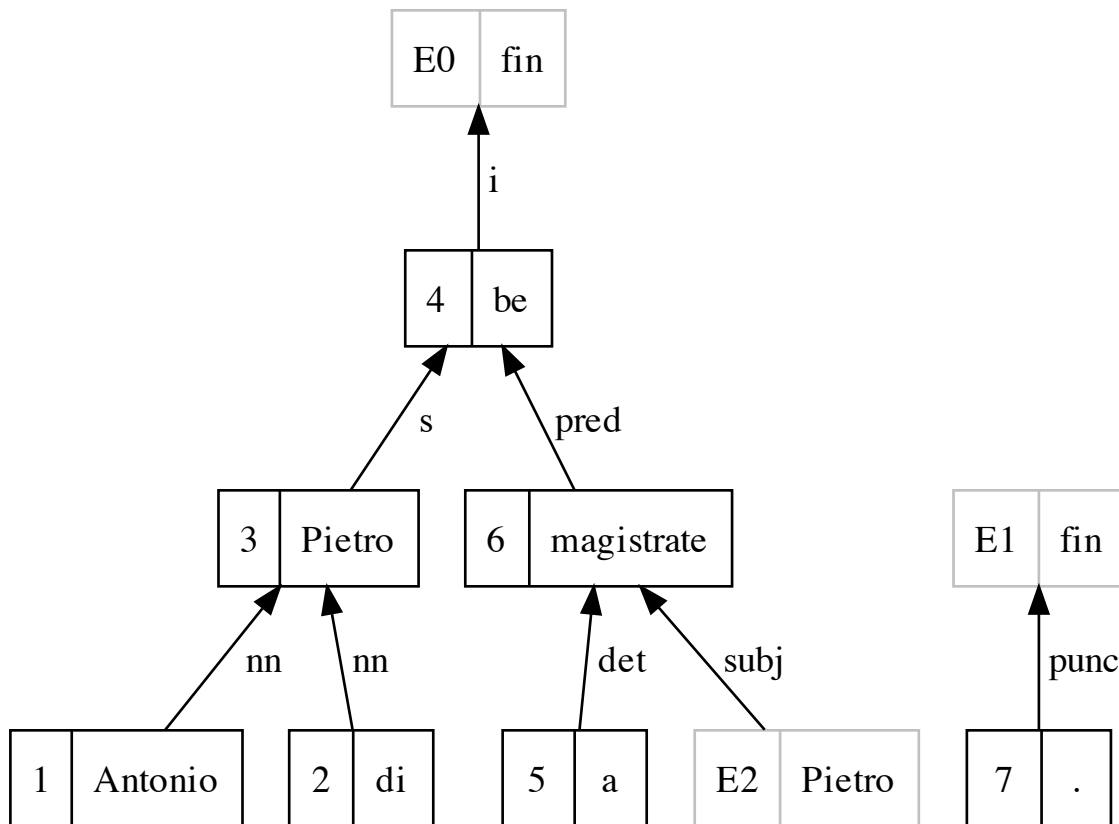 E0 fin
i
4 be
s pred
3 Pietro 6 magistrate E1 fin
nn nn det subj punc
1 Antonio 2 di 5 a E2 Pietro 7 .